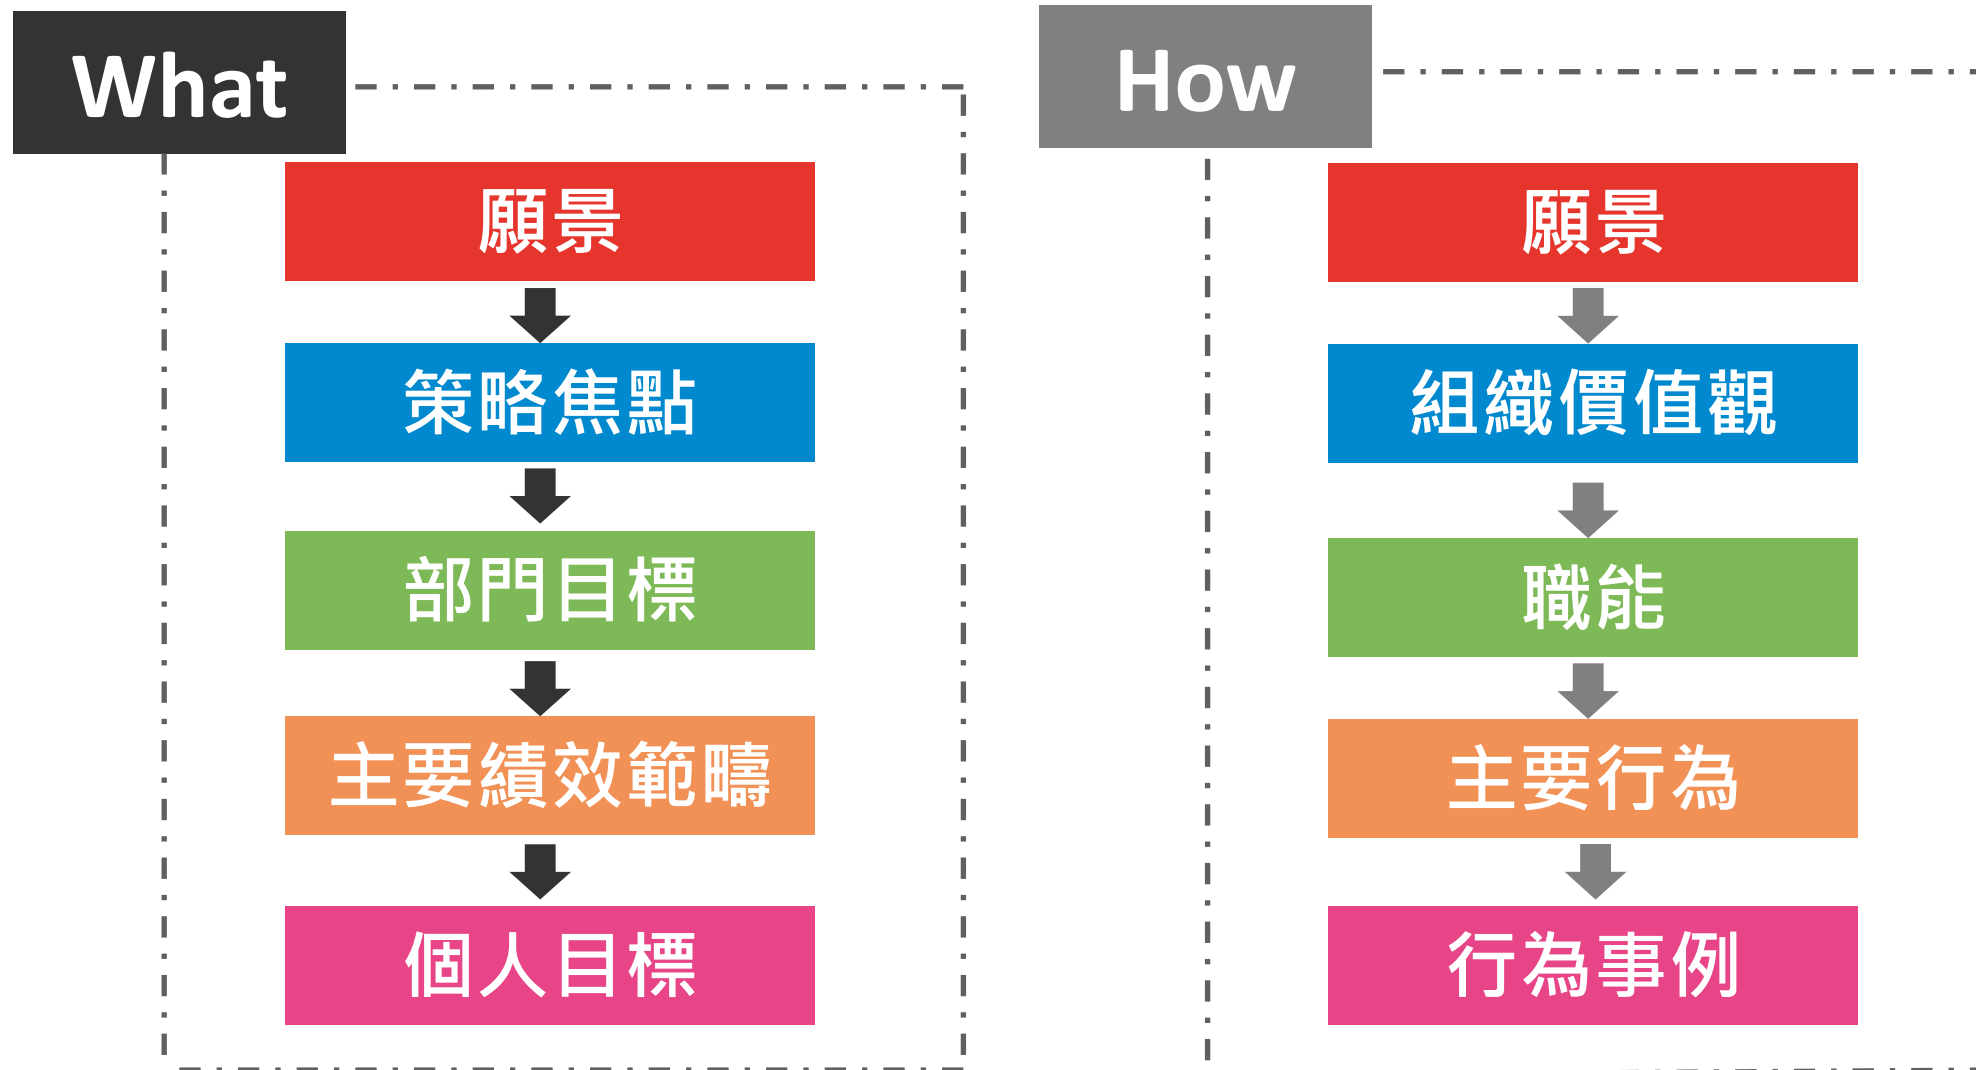 What
願景
策略焦點
部門目標
主要績效範疇
個人目標
How
願景
組織價值觀
職能
主要行為
行為事例